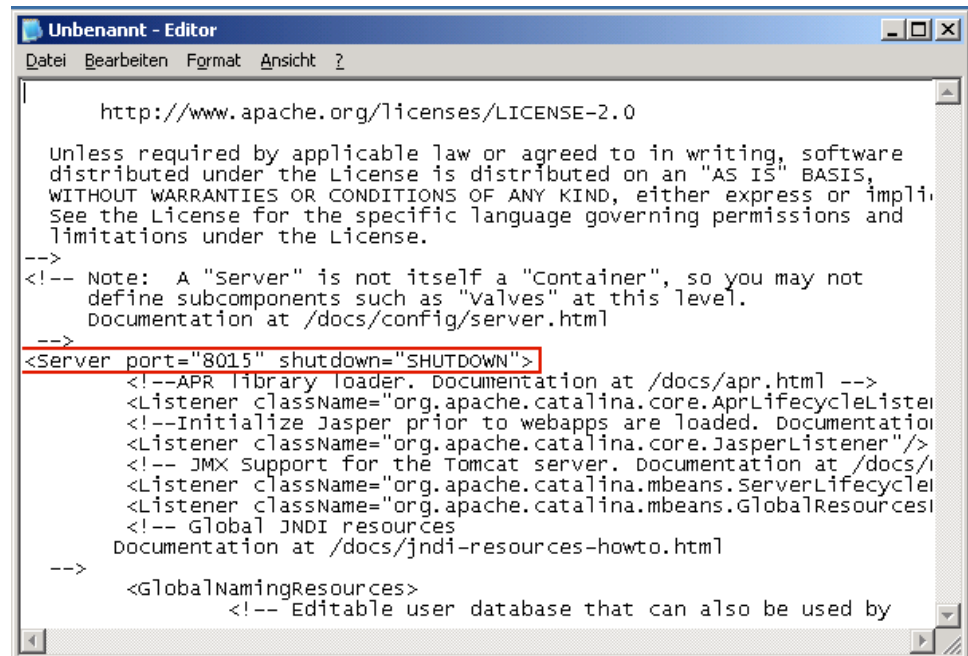 Unbenannt - Editor
Datei Bearbeiten Format Ansicht ?
http://www.apache.org/licenses/LICENSE-2.0
Unless required by applicable law or agreed to in writing, software
distributed under the License is distributed on an "AS IS" BASIS,
WITHOUT WARRANTIES OR CONDITIONS OF ANY KIND, either express or impli
See the License for the specific language governing permissions and
limitations under the License.
-->
<!-- Note:  A "Server" is not itself a "Container", so you may not
define subcomponents such as "Valves" at this level.
Documentation at /docs/config/server.html
-->
<Server port="8015" shutdown="SHUTDOWN">
<!--APR library loader. Documentation at /docs/apr.html -->
<Listener className="org.apache.catalina.core.AprLifecycleListe
<!--Initialize Jasper prior to webapps are loaded. Documentatio
<Listener className="org.apache.catalina.core.JasperListener"/>
<!-- JMX Support for the Tomcat server. Documentation at /docs/
<Listener className="org.apache.catalina.mbeans.ServerLifecycle
<Listener className="org.apache.catalina.mbeans.GlobalResources
<!-- Global JNDI resources
Documentation at /docs/jndi-resources-howto.html
-->
<GlobalNamingResources>
<!-- Editable user database that can also be used by